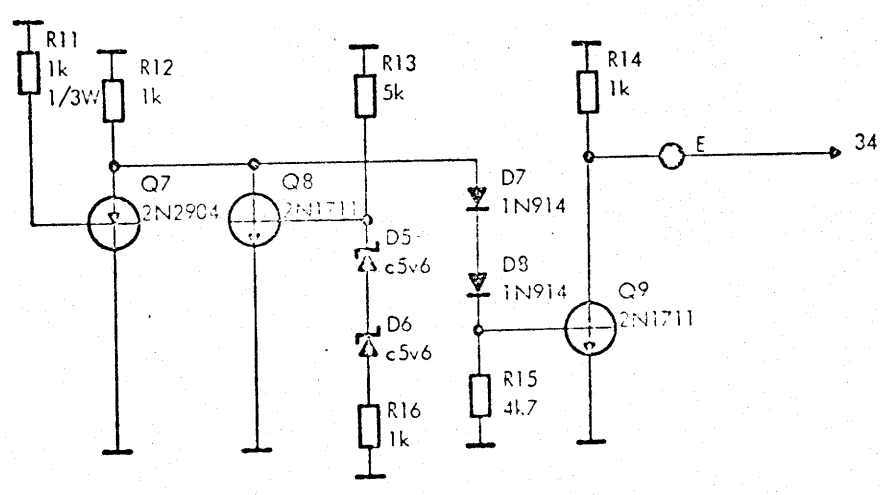 R11
1k
1/3W
R12
1k
R13
5k
R14
1k
E
34
Q7
2N2904
Q8
2N1711
D7
1N914
D5
c5v6
D8
1N914
Q9
2N1711
D6
c5v6
R15
4k7
R16
1k